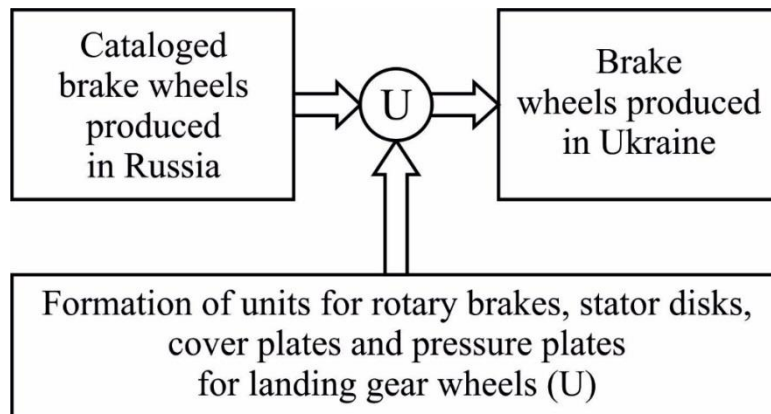 Cataloged
brake wheels
produced
in Russia
U
Brake
wheels produced
in Ukraine
Formation of units for rotary brakes, stator disks,
cover plates and pressure plates
for landing gear wheels (U)